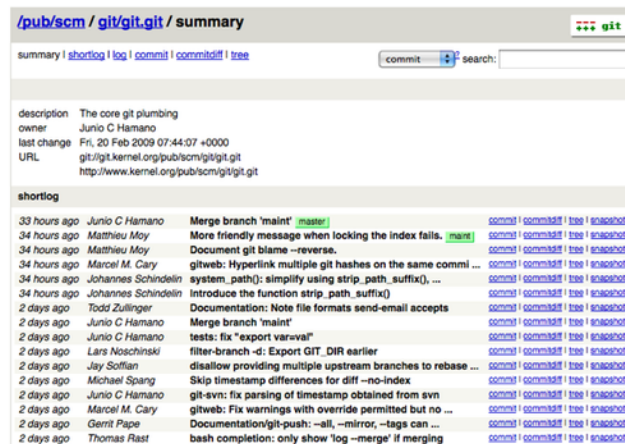 /pub/scm / git/git.git / summary
git
summary | shortlog | log | commit | commitdiff | tree
commit ? search:
description The core git plumbing
owner Junio C Hamano
last change Fri, 20 Feb 2009 07:44:07 +0000
URL git://git.kernel.org/pub/scm/git/git.git
http://www.kernel.org/pub/scm/git/git.git
shortlog
33 hours ago Junio C Hamano Merge branch 'maint' master commit | commitdiff | tree | snapshot
34 hours ago Matthieu Moy More friendly message when locking the index fails. maint commit | commitdiff | tree | snapshot
34 hours ago Matthieu Moy Document git blame --reverse. commit | commitdiff | tree | snapshot
34 hours ago Marcel M. Cary gitweb: Hyperlink multiple git hashes on the same commi ... commit | commitdiff | tree | snapshot
34 hours ago Johannes Schindelin system_path(): simplify using strip_path_suffix(), ... commit | commitdiff | tree | snapshot
34 hours ago Johannes Schindelin Introduce the function strip_path_suffix() commit | commitdiff | tree | snapshot
2 days ago Todd Zullinger Documentation: Note file formats send-email accepts commit | commitdiff | tree | snapshot
2 days ago Junio C Hamano Merge branch 'maint' commit | commitdiff | tree | snapshot
2 days ago Junio C Hamano tests: fix "export var=val" commit | commitdiff | tree | snapshot
2 days ago Lars Noschinski filter-branch -d: Export GIT_DIR earlier commit | commitdiff | tree | snapshot
2 days ago Jay Soffian disallow providing multiple upstream branches to rebase ... commit | commitdiff | tree | snapshot
2 days ago Michael Spang Skip timestamp differences for diff --no-index commit | commitdiff | tree | snapshot
2 days ago Junio C Hamano git-svn: fix parsing of timestamp obtained from svn commit | commitdiff | tree | snapshot
2 days ago Marcel M. Cary gitweb: Fix warnings with override permitted but no ... commit | commitdiff | tree | snapshot
2 days ago Gerrit Pape Documentation/git-push: --all, --mirror, --tags can ... commit | commitdiff | tree | snapshot
2 days ago Thomas Rast bash completion: only show 'log --merge' if merging commit | commitdiff | tree | snapshot